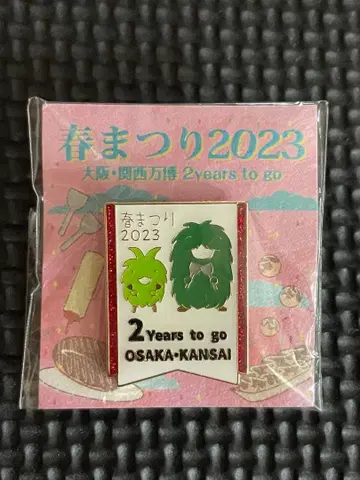 春まつり2023
大阪・関西万博 2years to go
春まつり
2023
2 Years to go
OSAKA・KANSAI